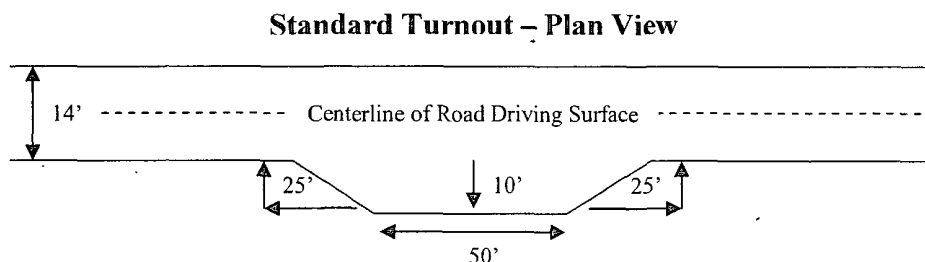 Standard Turnout – Plan View
14'
Centerline of Road Driving Surface
25'
10'
25'
50'